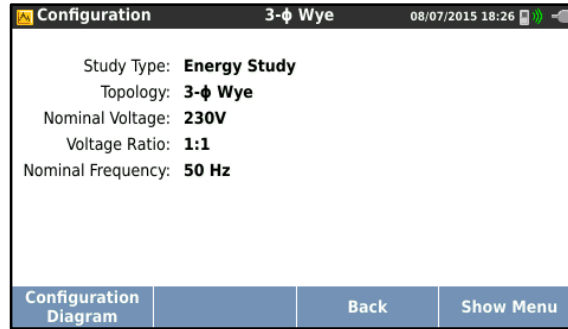 Configuration 3-ϕ Wye 08/07/2015 18:26
Study Type: Energy Study
Topology: 3-ϕ Wye
Nominal Voltage: 230V
Voltage Ratio: 1:1
Nominal Frequency: 50 Hz
Configuration Back Show Menu
Diagram